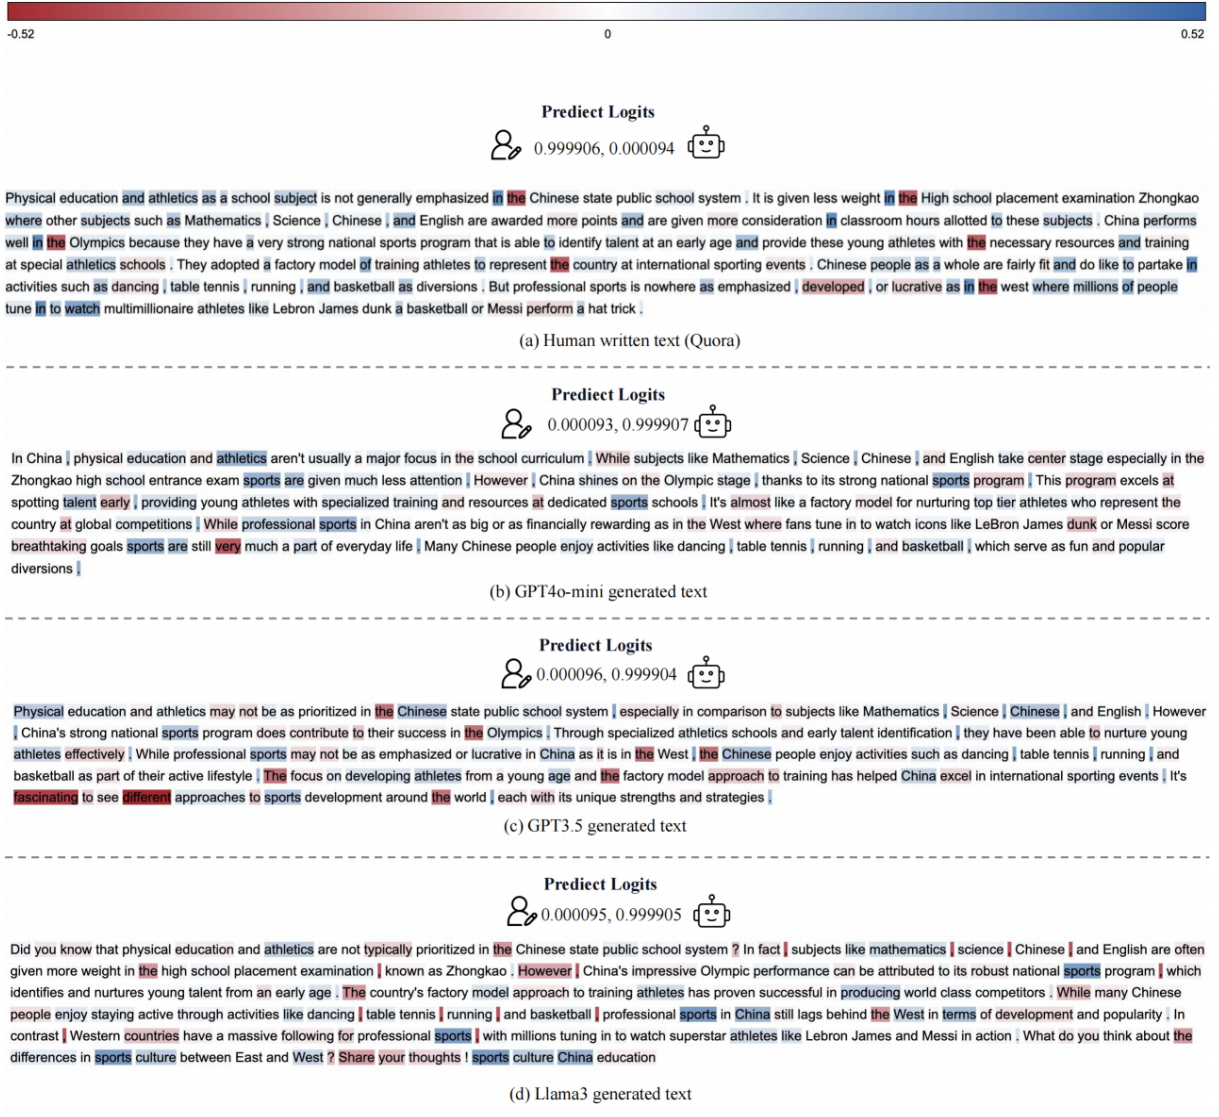 -0.52 0 0.52
Prediect Logits
0.999906, 0.000094
Physical education and athletics as a school subject is not generally emphasized in the Chinese state public school system . It is given less weight in the High school placement examination Zhongkao
where other subjects such as Mathematics , Science , Chinese , and English are awarded more points and are given more consideration in classroom hours allotted to these subjects . China performs
well in the Olympics because they have a very strong national sports program that is able to identify talent at an early age and provide these young athletes with the necessary resources and training
at special athletics schools . They adopted a factory model of training athletes to represent the country at international sporting events . Chinese people as a whole are fairly fit and do like to partake in
activities such as dancing , table tennis , running , and basketball as diversions . But professional sports is nowhere as emphasized , developed , or lucrative as in the west where millions of people
tune in to watch multimillionaire athletes like Lebron James dunk a basketball or Messi perform a hat trick .
(a) Human written text (Quora)
Prediect Logits
0.000093, 0.999907
In China , physical education and athletics aren't usually a major focus in the school curriculum . While subjects like Mathematics , Science , Chinese , and English take center stage especially in the
Zhongkao high school entrance exam sports are given much less attention . However , China shines on the Olympic stage , thanks to its strong national sports program . This program excels at
spotting talent early , providing young athletes with specialized training and resources at dedicated sports schools . It's almost like a factory model for nurturing top tier athletes who represent the
country at global competitions . While professional sports in China aren't as big or as financially rewarding as in the West where fans tune in to watch icons like LeBron James dunk or Messi score
breathtaking goals sports are still very much a part of everyday life . Many Chinese people enjoy activities like dancing , table tennis , running , and basketball , which serve as fun and popular
diversions .
(b) GPT4o-mini generated text
Prediect Logits
0.000096, 0.999904
Physical education and athletics may not be as prioritized in the Chinese state public school system , especially in comparison to subjects like Mathematics , Science , Chinese , and English . However
, China's strong national sports program does contribute to their success in the Olympics . Through specialized athletics schools and early talent identification , they have been able to nurture young
athletes effectively . While professional sports may not be as emphasized or lucrative in China as it is in the West , the Chinese people enjoy activities such as dancing , table tennis , running , and
basketball as part of their active lifestyle . The focus on developing athletes from a young age and the factory model approach to training has helped China excel in international sporting events . It's
fascinating to see different approaches to sports development around the world , each with its unique strengths and strategies .
(c) GPT3.5 generated text
Prediect Logits
0.000095, 0.999905
Did you know that physical education and athletics are not typically prioritized in the Chinese state public school system ? In fact , subjects like mathematics , science , Chinese , and English are often
given more weight in the high school placement examination , known as Zhongkao . However , China's impressive Olympic performance can be attributed to its robust national sports program , which
identifies and nurtures young talent from an early age . The country's factory model approach to training athletes has proven successful in producing world class competitors . While many Chinese
people enjoy staying active through activities like dancing , table tennis , running , and basketball , professional sports in China still lags behind the West in terms of development and popularity . In
contrast , Western countries have a massive following for professional sports , with millions tuning in to watch superstar athletes like Lebron James and Messi in action . What do you think about the
differences in sports culture between East and West ? Share your thoughts ! sports culture China education
(d) Llama3 generated text